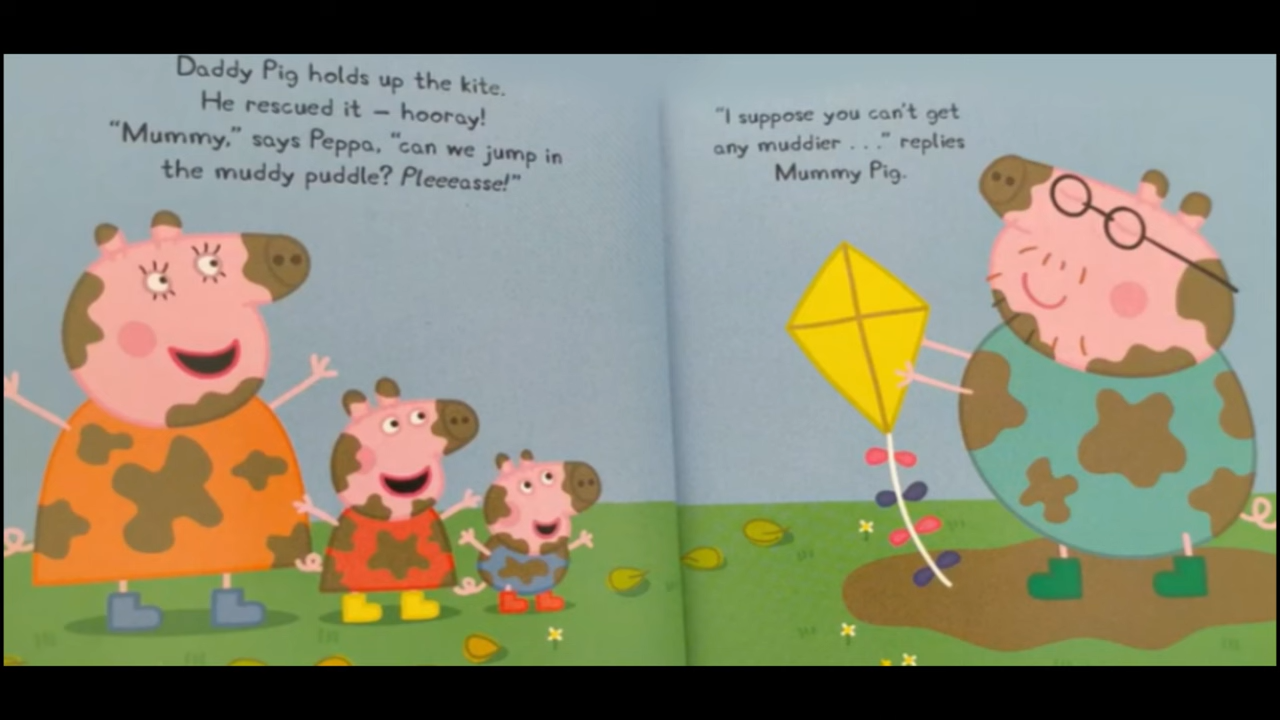 Daddy Pig holds up the kite.
He rescued it – hooray!
“Mummy,” says Peppa, “can we jump in
the muddy puddle? Pleeeasse!”
“I suppose you can't get
any muddier . . .” replies
Mummy Pig.